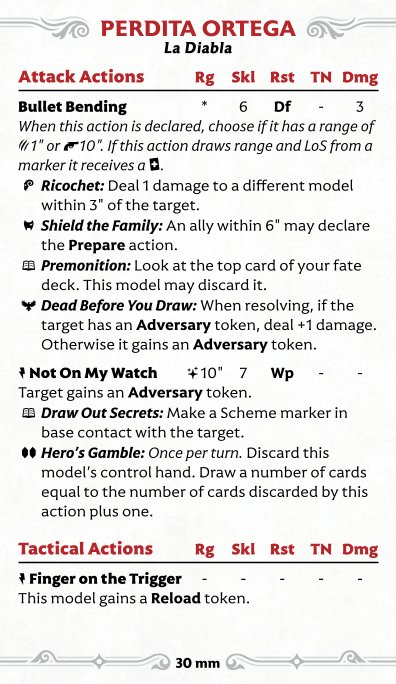 PERDITA ORTEGA
La Diabla
Attack Actions Rg Skl Rst TN Dmg
Bullet Bending * 6 Df - 3
When this action is declared, choose if it has a range of
1" or 10". If this action draws range and LoS from a
marker it receives a .
Ricochet: Deal 1 damage to a different model
within 3" of the target.
Shield the Family: An ally within 6" may declare
the Prepare action.
Premonition: Look at the top card of your fate
deck. This model may discard it.
Dead Before You Draw: When resolving, if the
target has an Adversary token, deal +1 damage.
Otherwise it gains an Adversary token.
Not On My Watch 10" 7 Wp - -
Target gains an Adversary token.
Draw Out Secrets: Make a Scheme marker in
base contact with the target.
Hero's Gamble: Once per turn. Discard this
model's control hand. Draw a number of cards
equal to the number of cards discarded by this
action plus one.
Tactical Actions Rg Skl Rst TN Dmg
Finger on the Trigger - - - - -
This model gains a Reload token.
30 mm